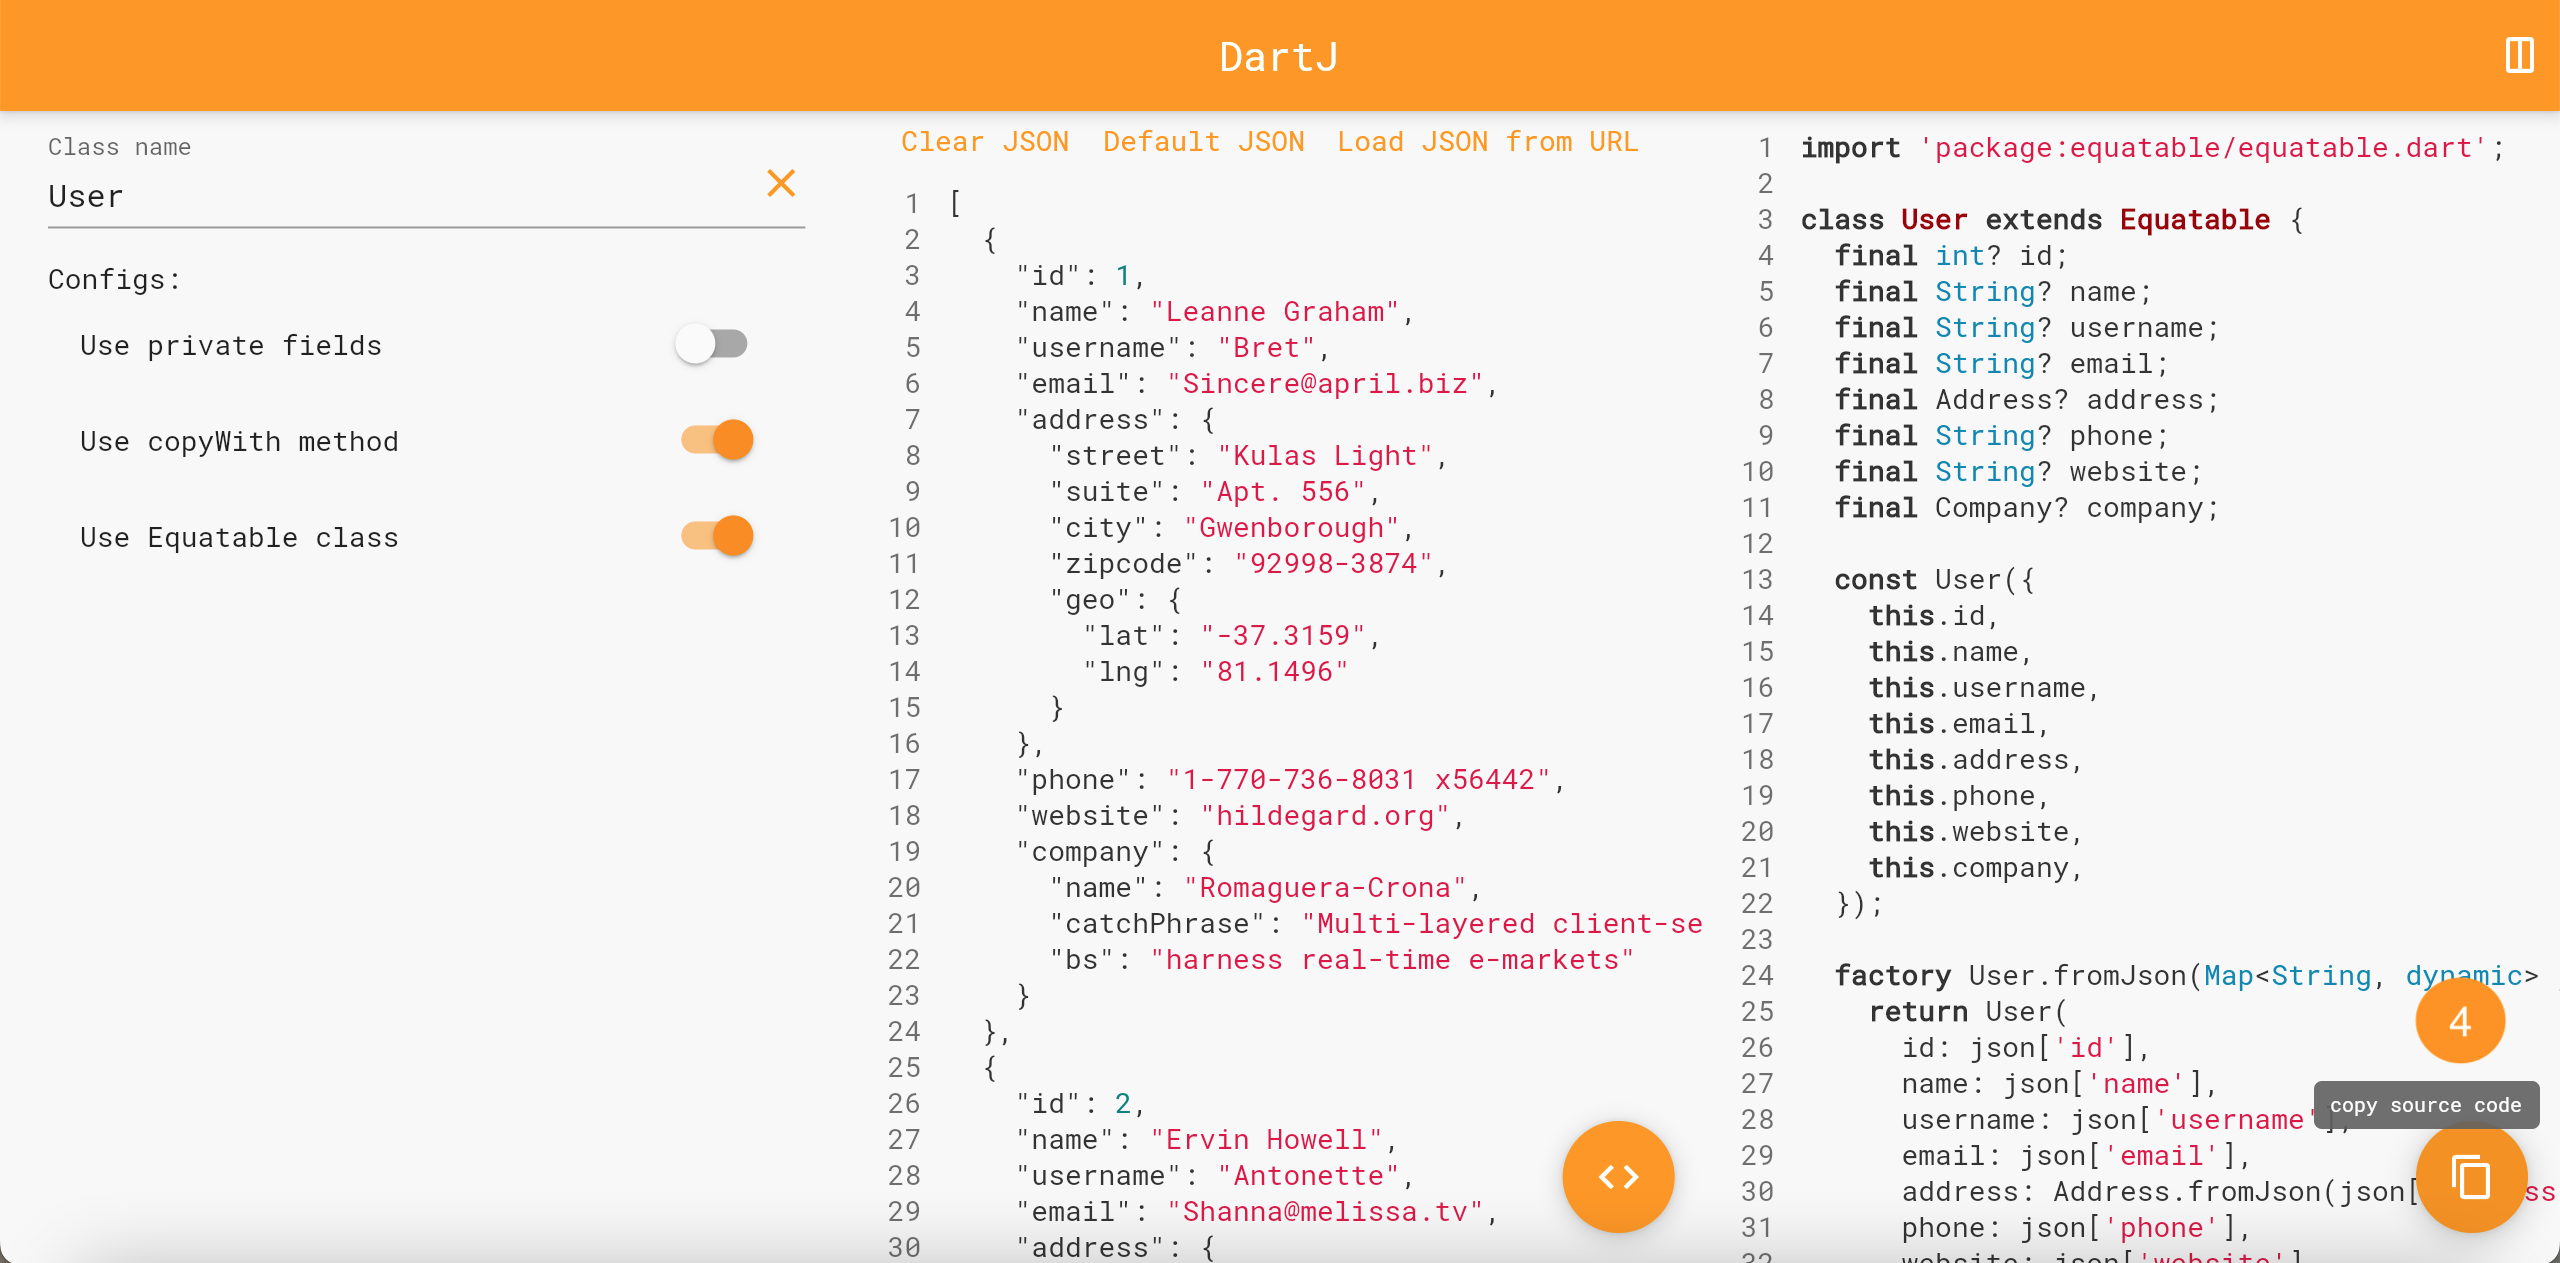 DartJ
Class name
User
Configs:
Use private fields
Use copyWith method
Use Equatable class
Clear JSON  Default JSON  Load JSON from URL
1 [
2   {
3     "id": 1,
4     "name": "Leanne Graham",
5     "username": "Bret",
6     "email": "Sincere@april.biz",
7     "address": {
8       "street": "Kulas Light",
9       "suite": "Apt. 556",
10       "city": "Gwenborough",
11       "zipcode": "92998-3874",
12       "geo": {
13         "lat": "-37.3159",
14         "lng": "81.1496"
15       }
16     },
17     "phone": "1-770-736-8031 x56442",
18     "website": "hildegard.org",
19     "company": {
20       "name": "Romaguera-Crona",
21       "catchPhrase": "Multi-layered client-se
22       "bs": "harness real-time e-markets"
23     }
24   },
25   {
26     "id": 2,
27     "name": "Ervin Howell",
28     "username": "Antonette",
29     "email": "Shanna@melissa.tv",
30     "address": {
1 import 'package:equatable/equatable.dart';
2
3 class User extends Equatable {
4   final int? id;
5   final String? name;
6   final String? username;
7   final String? email;
8   final Address? address;
9   final String? phone;
10   final String? website;
11   final Company? company;
12
13   const User({
14     this.id,
15     this.name,
16     this.username,
17     this.email,
18     this.address,
19     this.phone,
20     this.website,
21     this.company,
22   });
23
24   factory User.fromJson(Map<String, dynamic>
25     return User(
26       id: json['id'],
27       name: json['name'],
28       username: json['username'],
29       email: json['email'],
30       address: Address.fromJson(json[
31       phone: json['phone'],
32       website: json['website']
4
copy source code